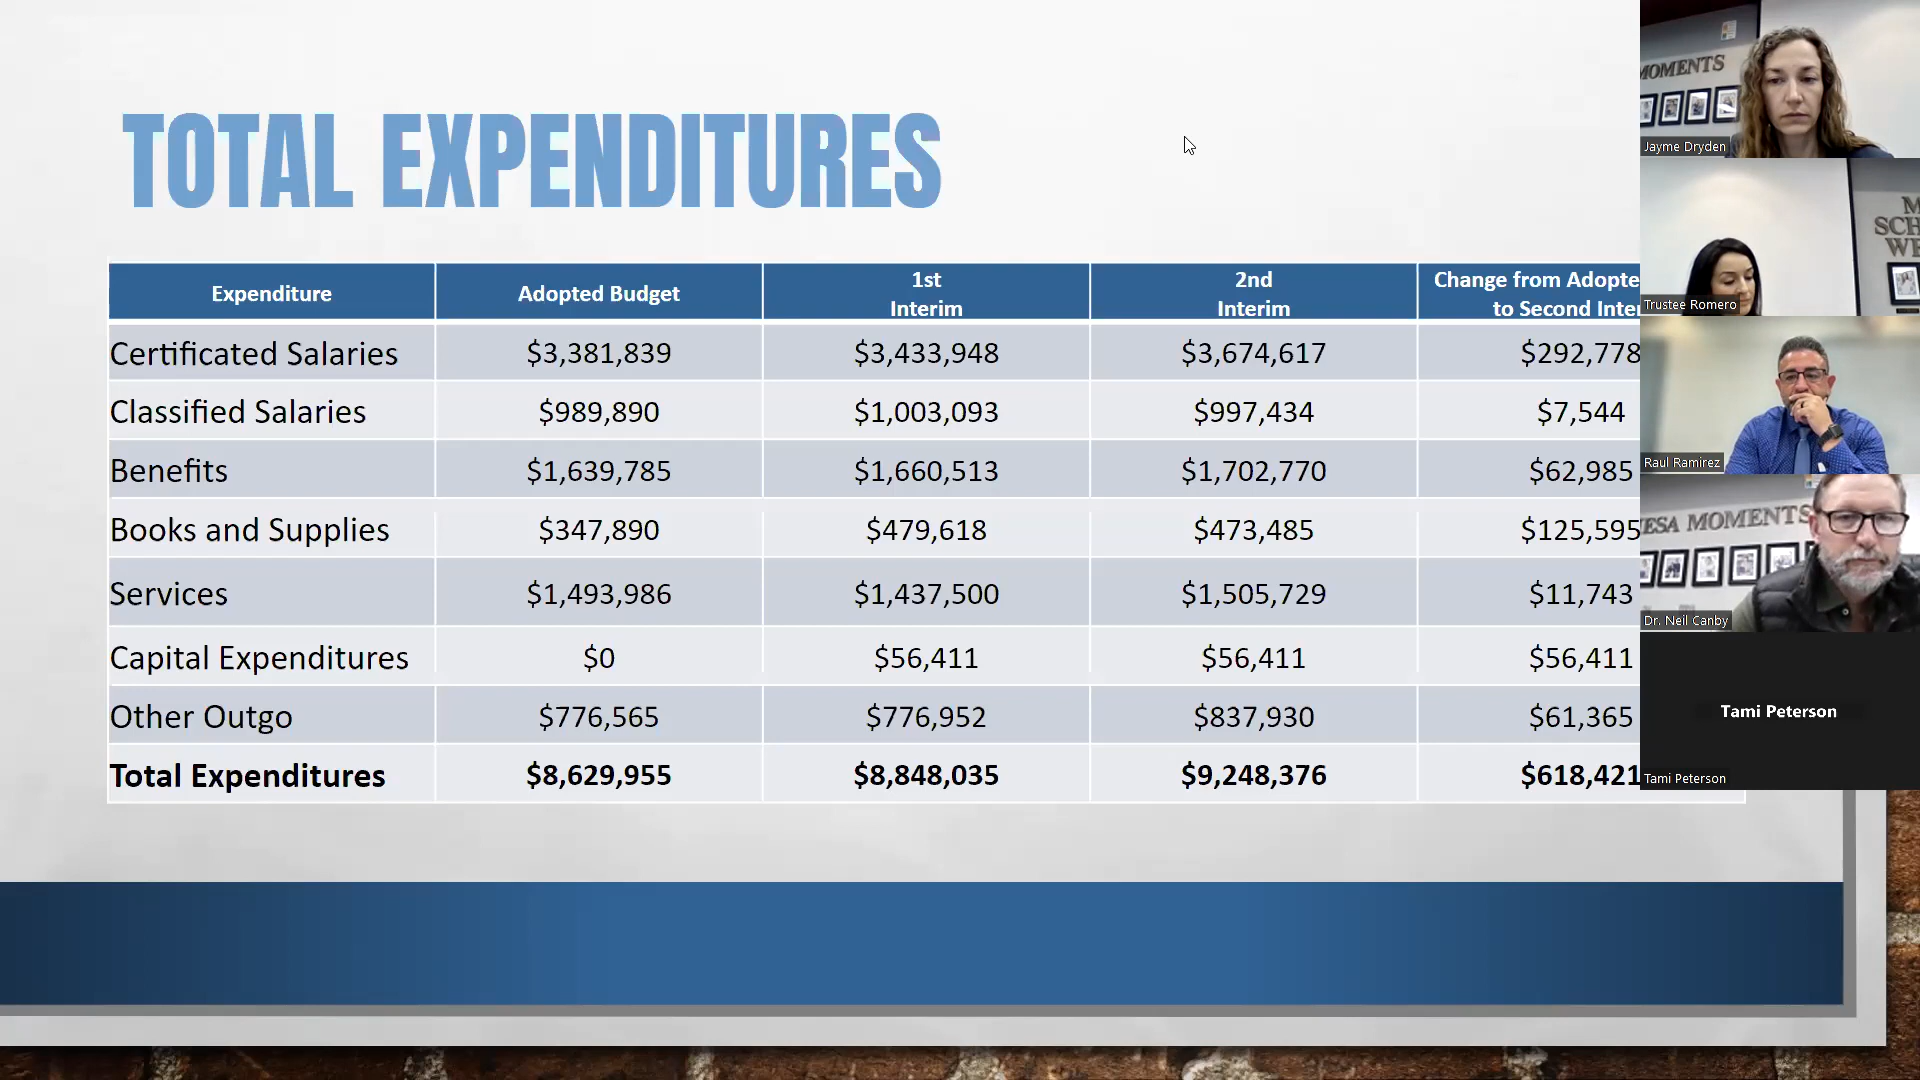 TOTAL EXPENDITURES
Expenditure Adopted Budget 1st Interim 2nd Interim Change from Adopte to Second Inter
Certificated Salaries $3,381,839 $3,433,948 $3,674,617 $292,778
Classified Salaries $989,890 $1,003,093 $997,434 $7,544
Benefits $1,639,785 $1,660,513 $1,702,770 $62,985
Books and Supplies $347,890 $479,618 $473,485 $125,595
Services $1,493,986 $1,437,500 $1,505,729 $11,743
Capital Expenditures $0 $56,411 $56,411 $56,411
Other Outgo $776,565 $776,952 $837,930 $61,365
Total Expenditures $8,629,955 $8,848,035 $9,248,376 $618,421
MOMENTS
Jayme Dryden
M
SCH
WE
Trustee Romero
Raul Ramirez
ESA MOMENTS
Dr. Neil Canby
Tami Peterson
Tami Peterson